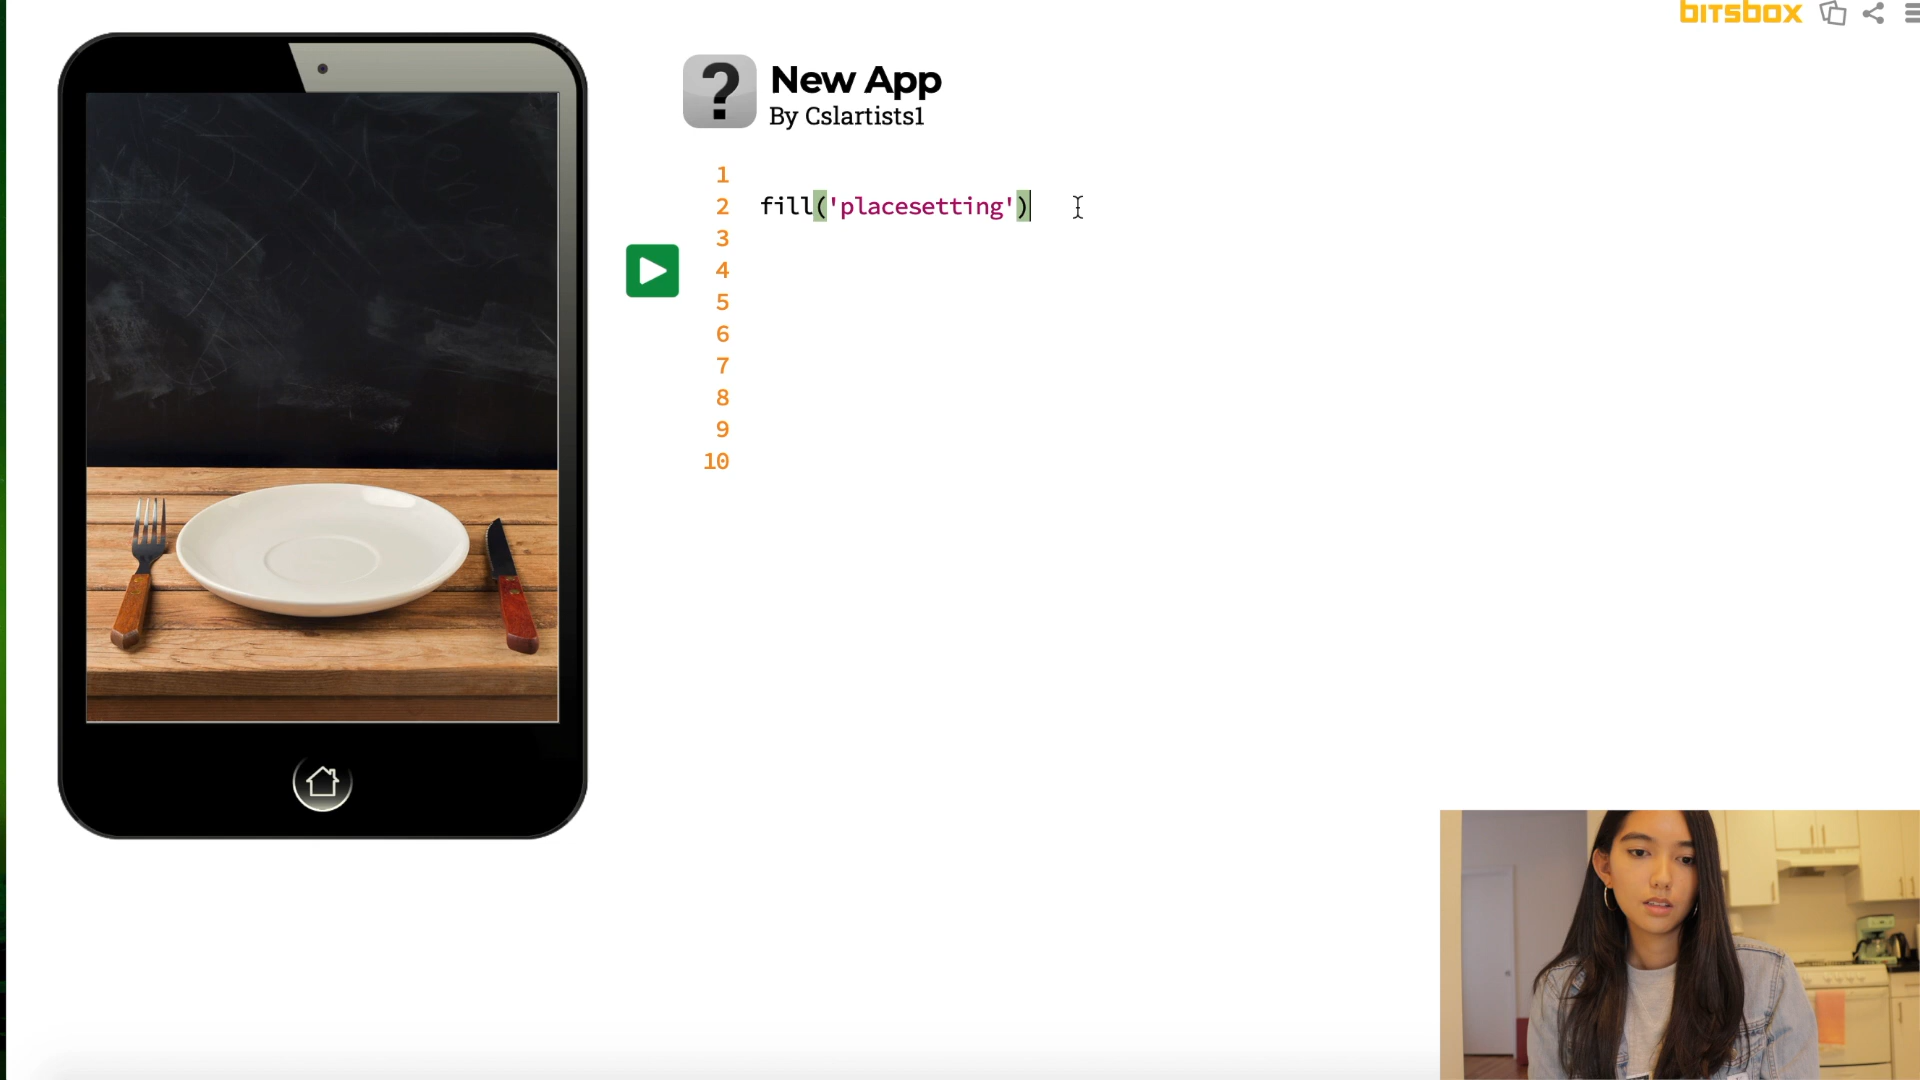 bitsbox
?
New App
By Cslartists1
1
2 fill('placesetting')
3
4
5
6
7
8
9
10